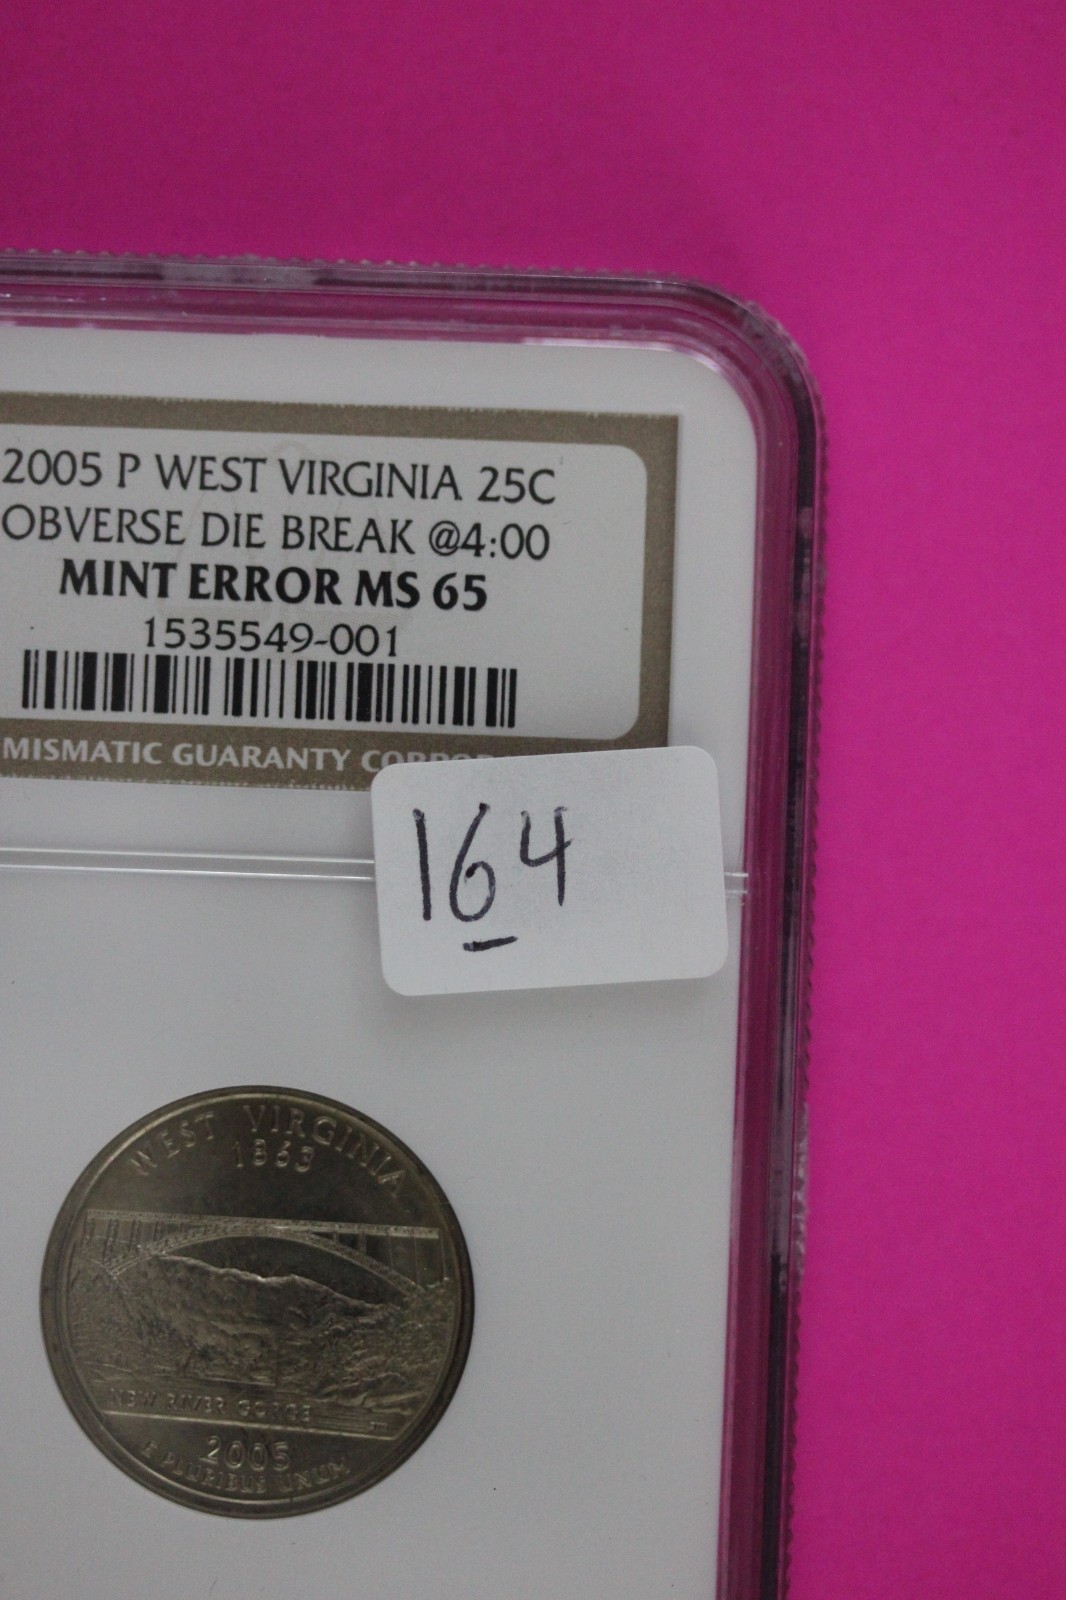 2005 P WEST VIRGINIA 25C
OBVERSE DIE BREAK @4:00
MINT ERROR MS 65
1535549-001
MISMATIC GUARANTY CORPOR
164
WEST VIRGINIA
1863
NEW RIVER GORGE
2005
E PLURIBUS UNUM